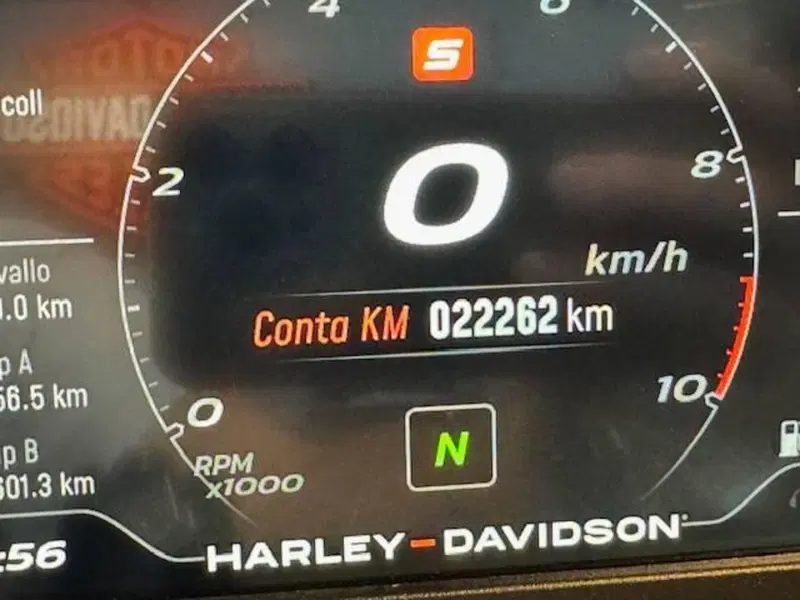 4 6
S
coll
2 8
0
km/h
vallo
.0 km
Conta KM 022262 km
p A
56.5 km
0 10
p B
RPM
x1000
N
601.3 km
:56
HARLEY-DAVIDSON